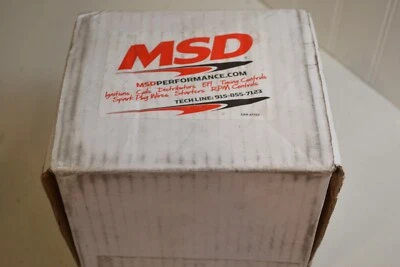 MSD
MSDPERFORMANCE.COM
Ignitions Coils Distributors EFI Timing Controls
Spark Plug Wires Starters RPM Controls
TECH LINE: 915-855-7123